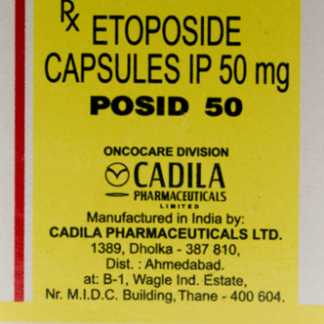 Rx ETOPOSIDE
CAPSULES IP 50 mg
POSID 50
ONCOCARE DIVISION
CADILA
PHARMACEUTICALS
LIMITED
Manufactured in India by:
CADILA PHARMACEUTICALS LTD.
1389, Dholka - 387 810,
Dist. : Ahmedabad.
at: B-1, Wagle Ind. Estate,
Nr. M.I.D.C. Building, Thane - 400 604.